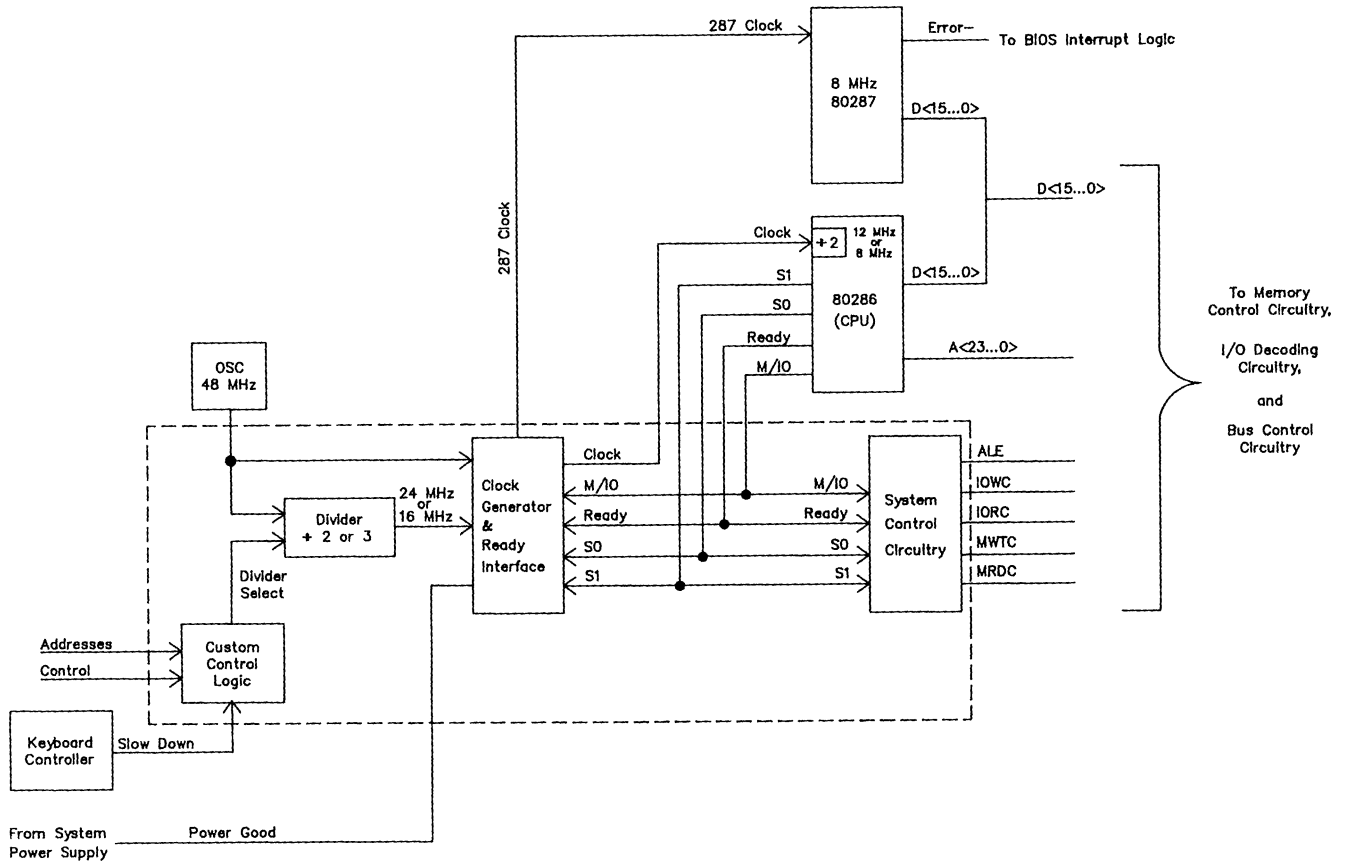 287 Clock
Error-
To BIOS Interrupt Logic
8 MHz
80287
D<15...0>
D<15...0>
287 Clock
Clock
÷2
12 MHz
or
8 MHz
S1
D<15...0>
S0
80286
(CPU)
Ready
M/IO
A<23...0>
To Memory
Control Circuitry,
I/O Decoding
Circuitry,
and
Bus Control
Circuitry
OSC
48 MHz
Clock
Generator
&
Ready
Interface
Clock
M/IO
Ready
S0
S1
M/IO
Ready
S0
S1
System
Control
Circuitry
ALE
IOWC
IORC
MWTC
MRDC
Divider
÷ 2 or 3
24 MHz
or
16 MHz
Divider
Select
Addresses
Control
Custom
Control
Logic
Keyboard
Controller
Slow Down
From System
Power Supply
Power Good